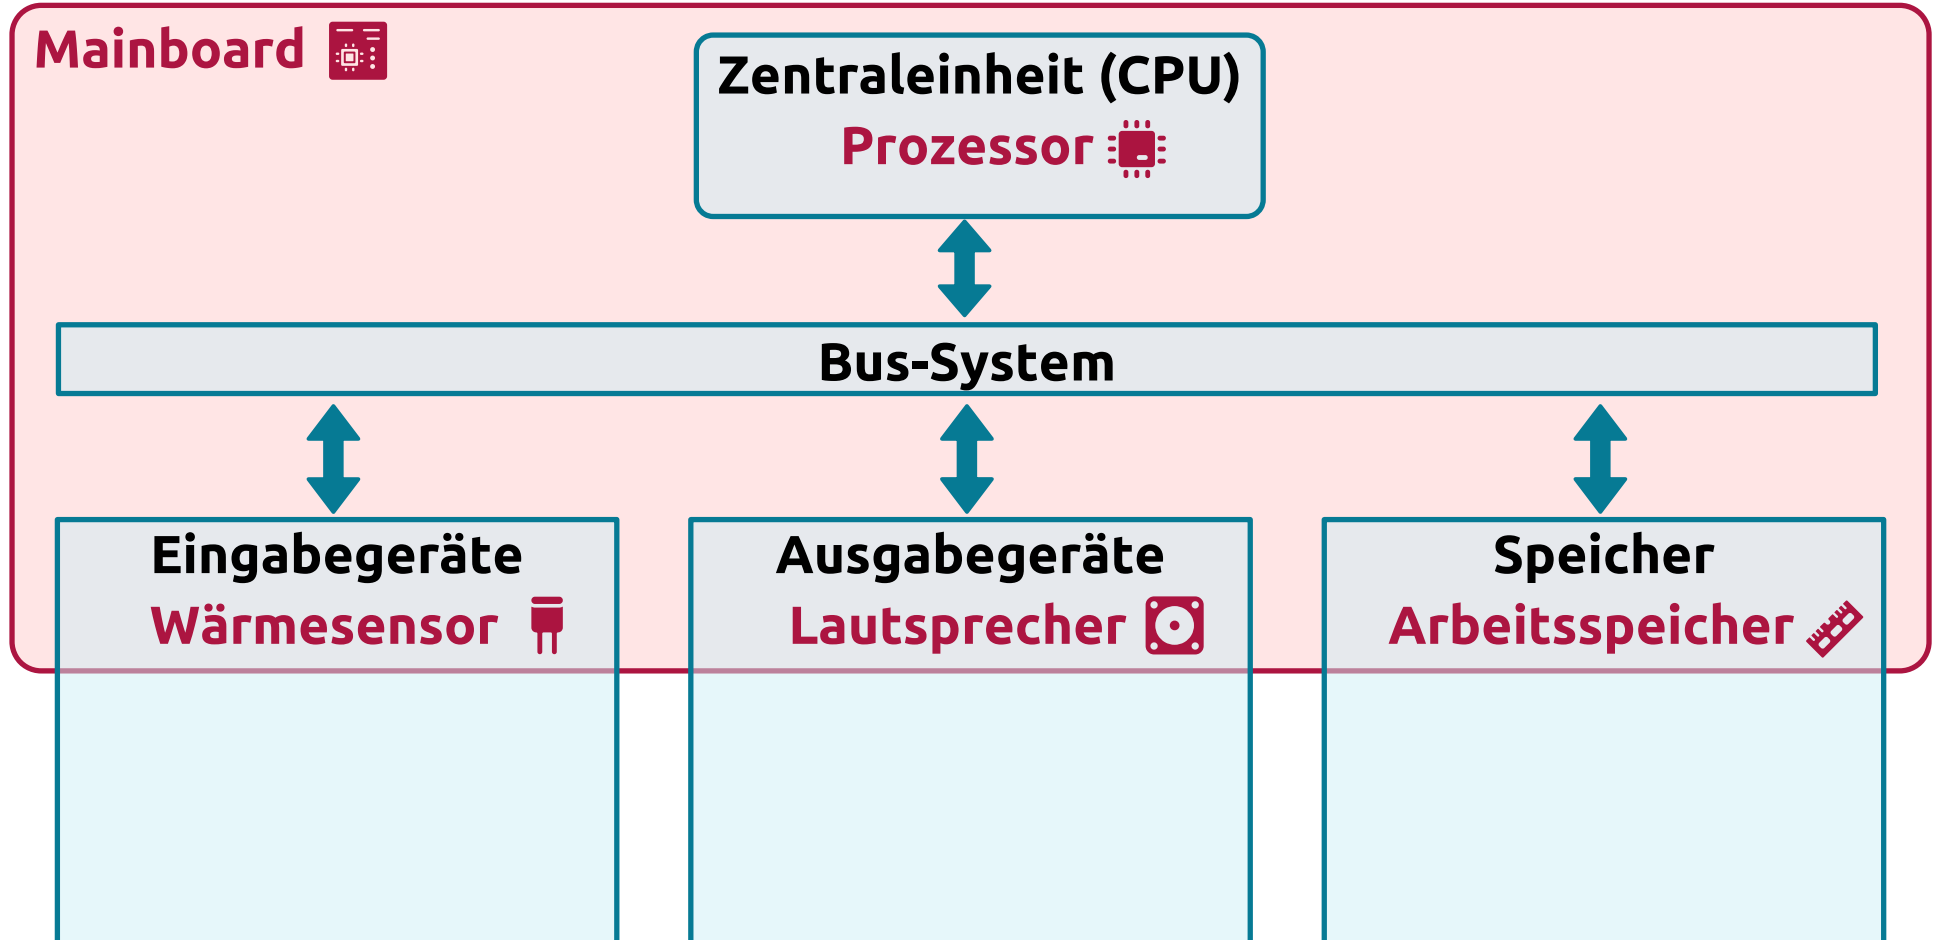 Mainboard
Zentraleinheit (CPU)
Prozessor
Bus-System
Eingabegeräte
Wärmesensor
Ausgabegeräte
Lautsprecher
Speicher
Arbeitsspeicher